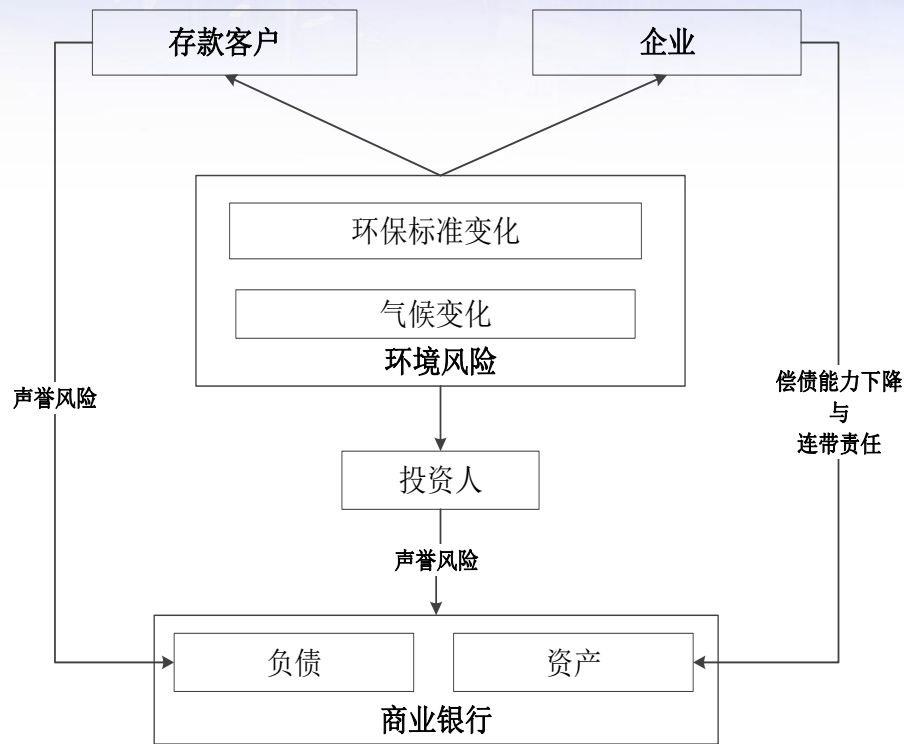 存款客户
企业
环保标准变化
气候变化
环境风险
声誉风险
偿债能力下降
与
连带责任
投资人
声誉风险
负债
资产
商业银行